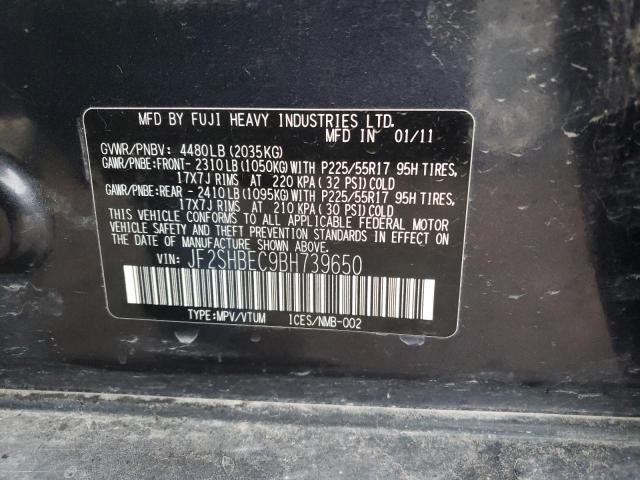 MFD BY FUJI HEAVY INDUSTRIES LTD.
MFD IN 01/11
GVWR/PNBV: 4480LB (2035KG)
GAWR/PNBE:FRONT- 2310LB (1050KG) WITH P225/55R17 95H TIRES,
17X7J RIMS AT 220 KPA (32 PSI) COLD
GAWR/PNBE:REAR - 2410LB (1095KG) WITH P225/55R17 95H TIRES,
17X7J RIMS AT 210 KPA (30 PSI) COLD
THIS VEHICLE CONFORMS TO ALL APPLICABLE FEDERAL MOTOR
VEHICLE SAFETY AND THEFT PREVENTION STANDARDS IN EFFECT
ON THE DATE OF MANUFACTURE SHOWN ABOVE.
VIN: JF2SHBEC9BH739650
TYPE:MPV/VTUM ICES/NMB-002